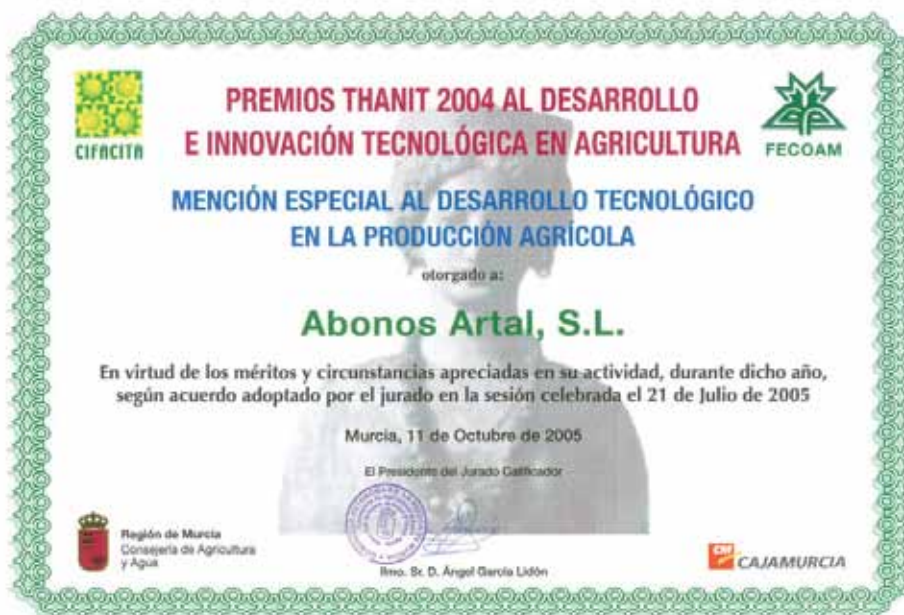 PREMIOS THANIT 2004 AL DESARROLLO
E INNOVACIÓN TECNOLÓGICA EN AGRICULTURA
CIFACITA
FECOAM
MENCIÓN ESPECIAL AL DESARROLLO TECNOLÓGICO
EN LA PRODUCCIÓN AGRÍCOLA
otorgado a:
Abonos Artal, S.L.
En virtud de los méritos y circunstancias apreciadas en su actividad, durante dicho año,
según acuerdo adoptado por el jurado en la sesión celebrada el 21 de Julio de 2005
Murcia, 11 de Octubre de 2005
El Presidente del Jurado Calificador
Región de Murcia
Consejería de Agricultura
y Agua
Ilmo. Sr. D. Ángel García Lidón
CM
CAJAMURCIA